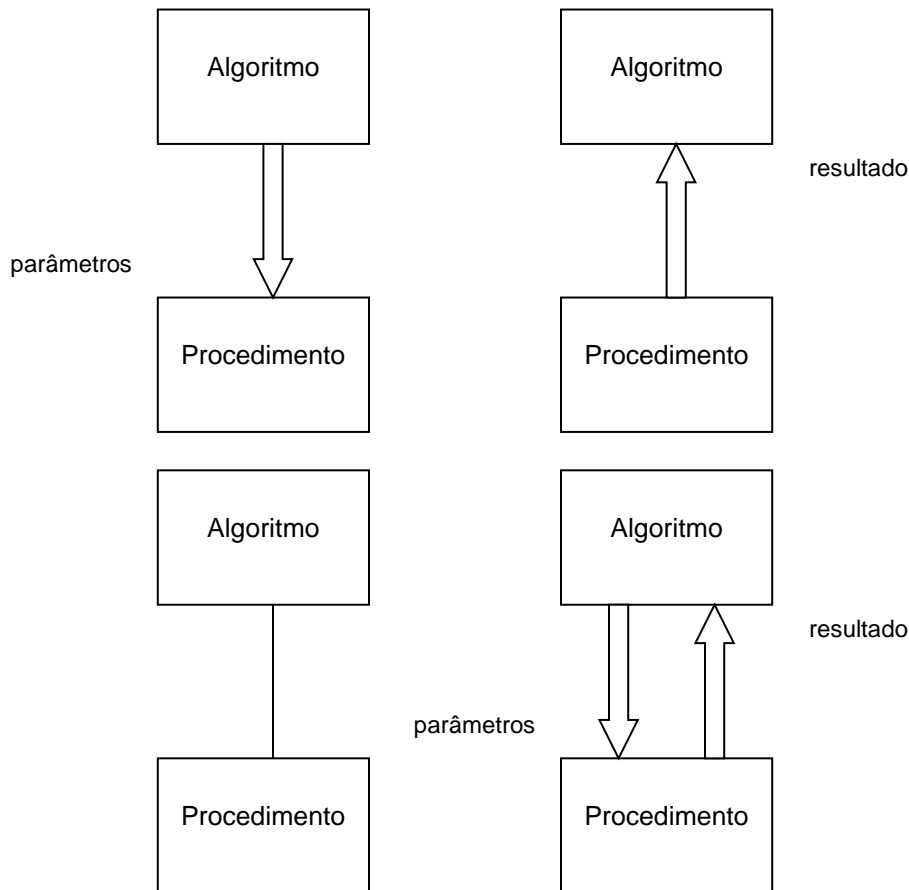 Algoritmo
Algoritmo
resultado
parâmetros
Procedimento
Procedimento
Algoritmo
Algoritmo
resultado
parâmetros
Procedimento
Procedimento